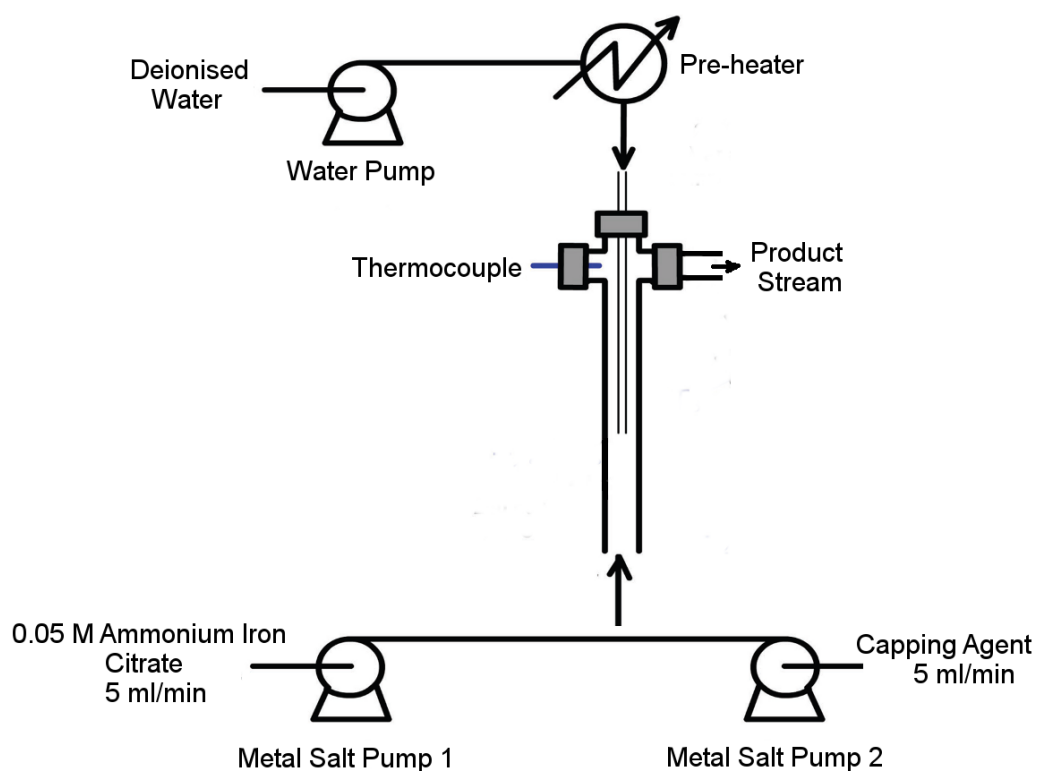 Deionised
Water
Pre-heater
Water Pump
Thermocouple
Product
Stream
0.05 M Ammonium Iron
Citrate
5 ml/min
Capping Agent
5 ml/min
Metal Salt Pump 1
Metal Salt Pump 2